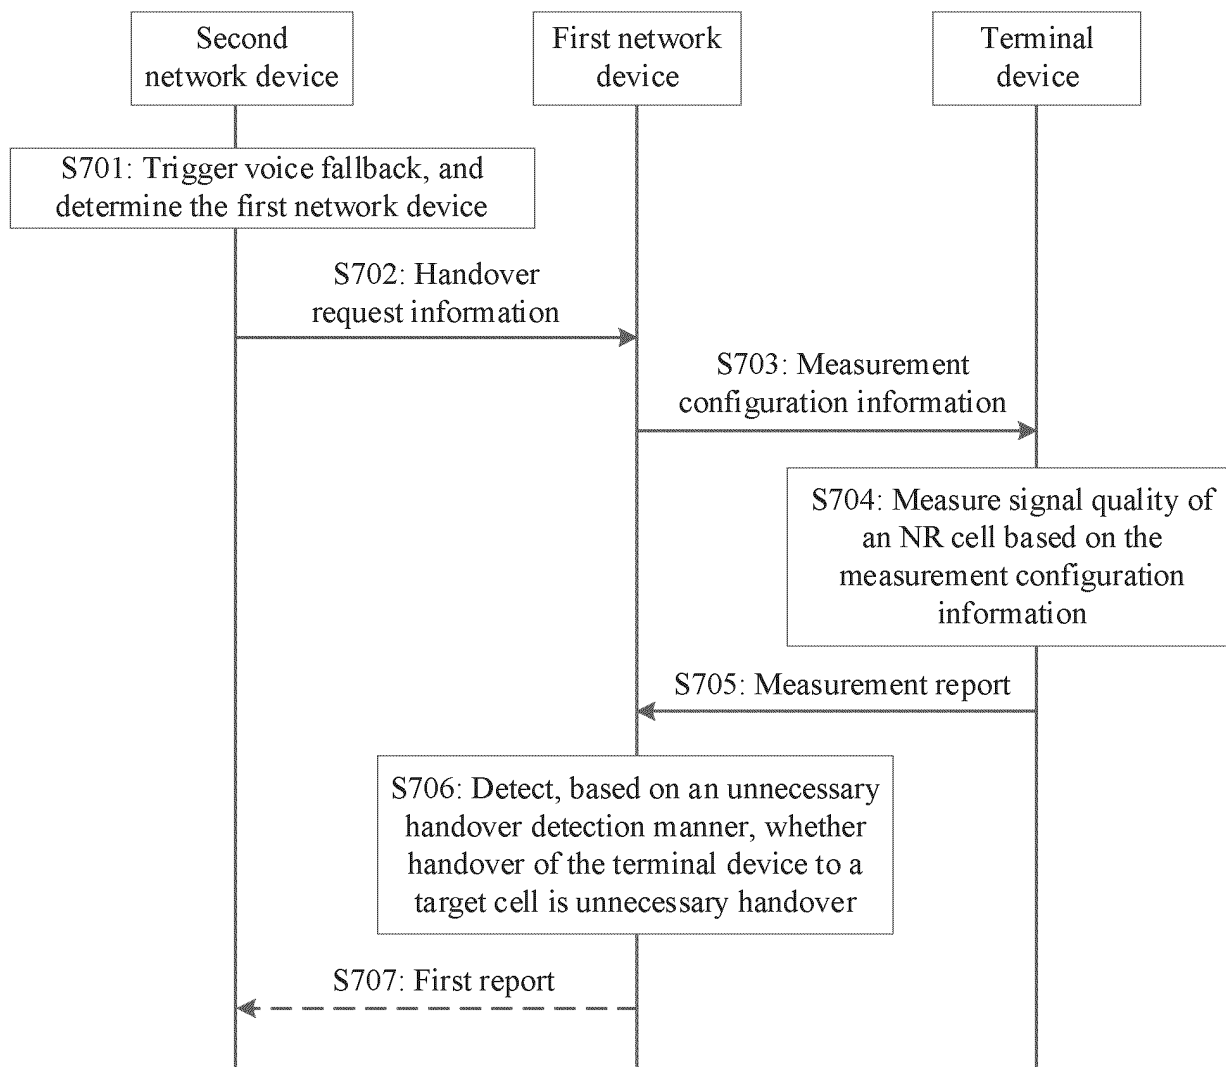 Second
network device
First network
device
Terminal
device
S701: Trigger voice fallback, and
determine the first network device
S702: Handover
request information
S703: Measurement
configuration information
S704: Measure signal quality of
an NR cell based on the
measurement configuration
information
S705: Measurement report
S706: Detect, based on an unnecessary
handover detection manner, whether
handover of the terminal device to a
target cell is unnecessary handover
S707: First report